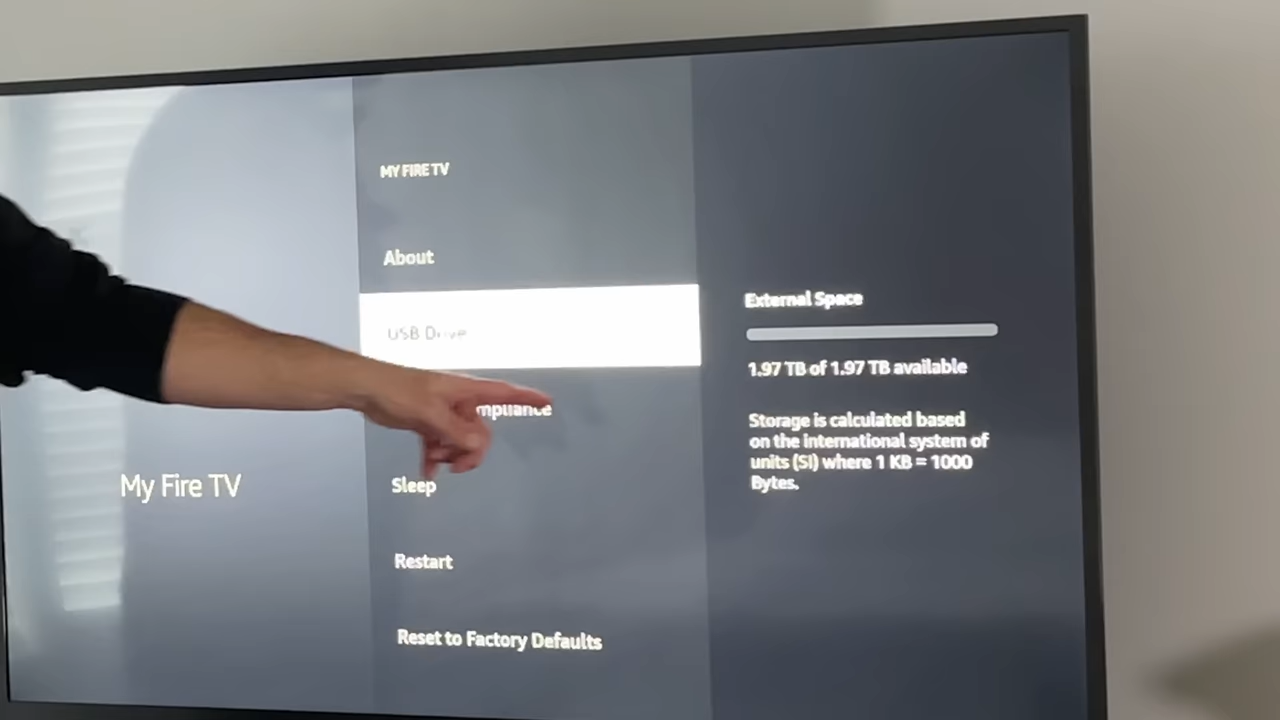 MY FIRE TV
About
USB Drive
Sleep
Restart
Reset to Factory Defaults
My Fire TV
External Space
1.97 TB of 1.97 TB available
Storage is calculated based
on the international system of
units (SI) where 1 KB = 1000
Bytes.